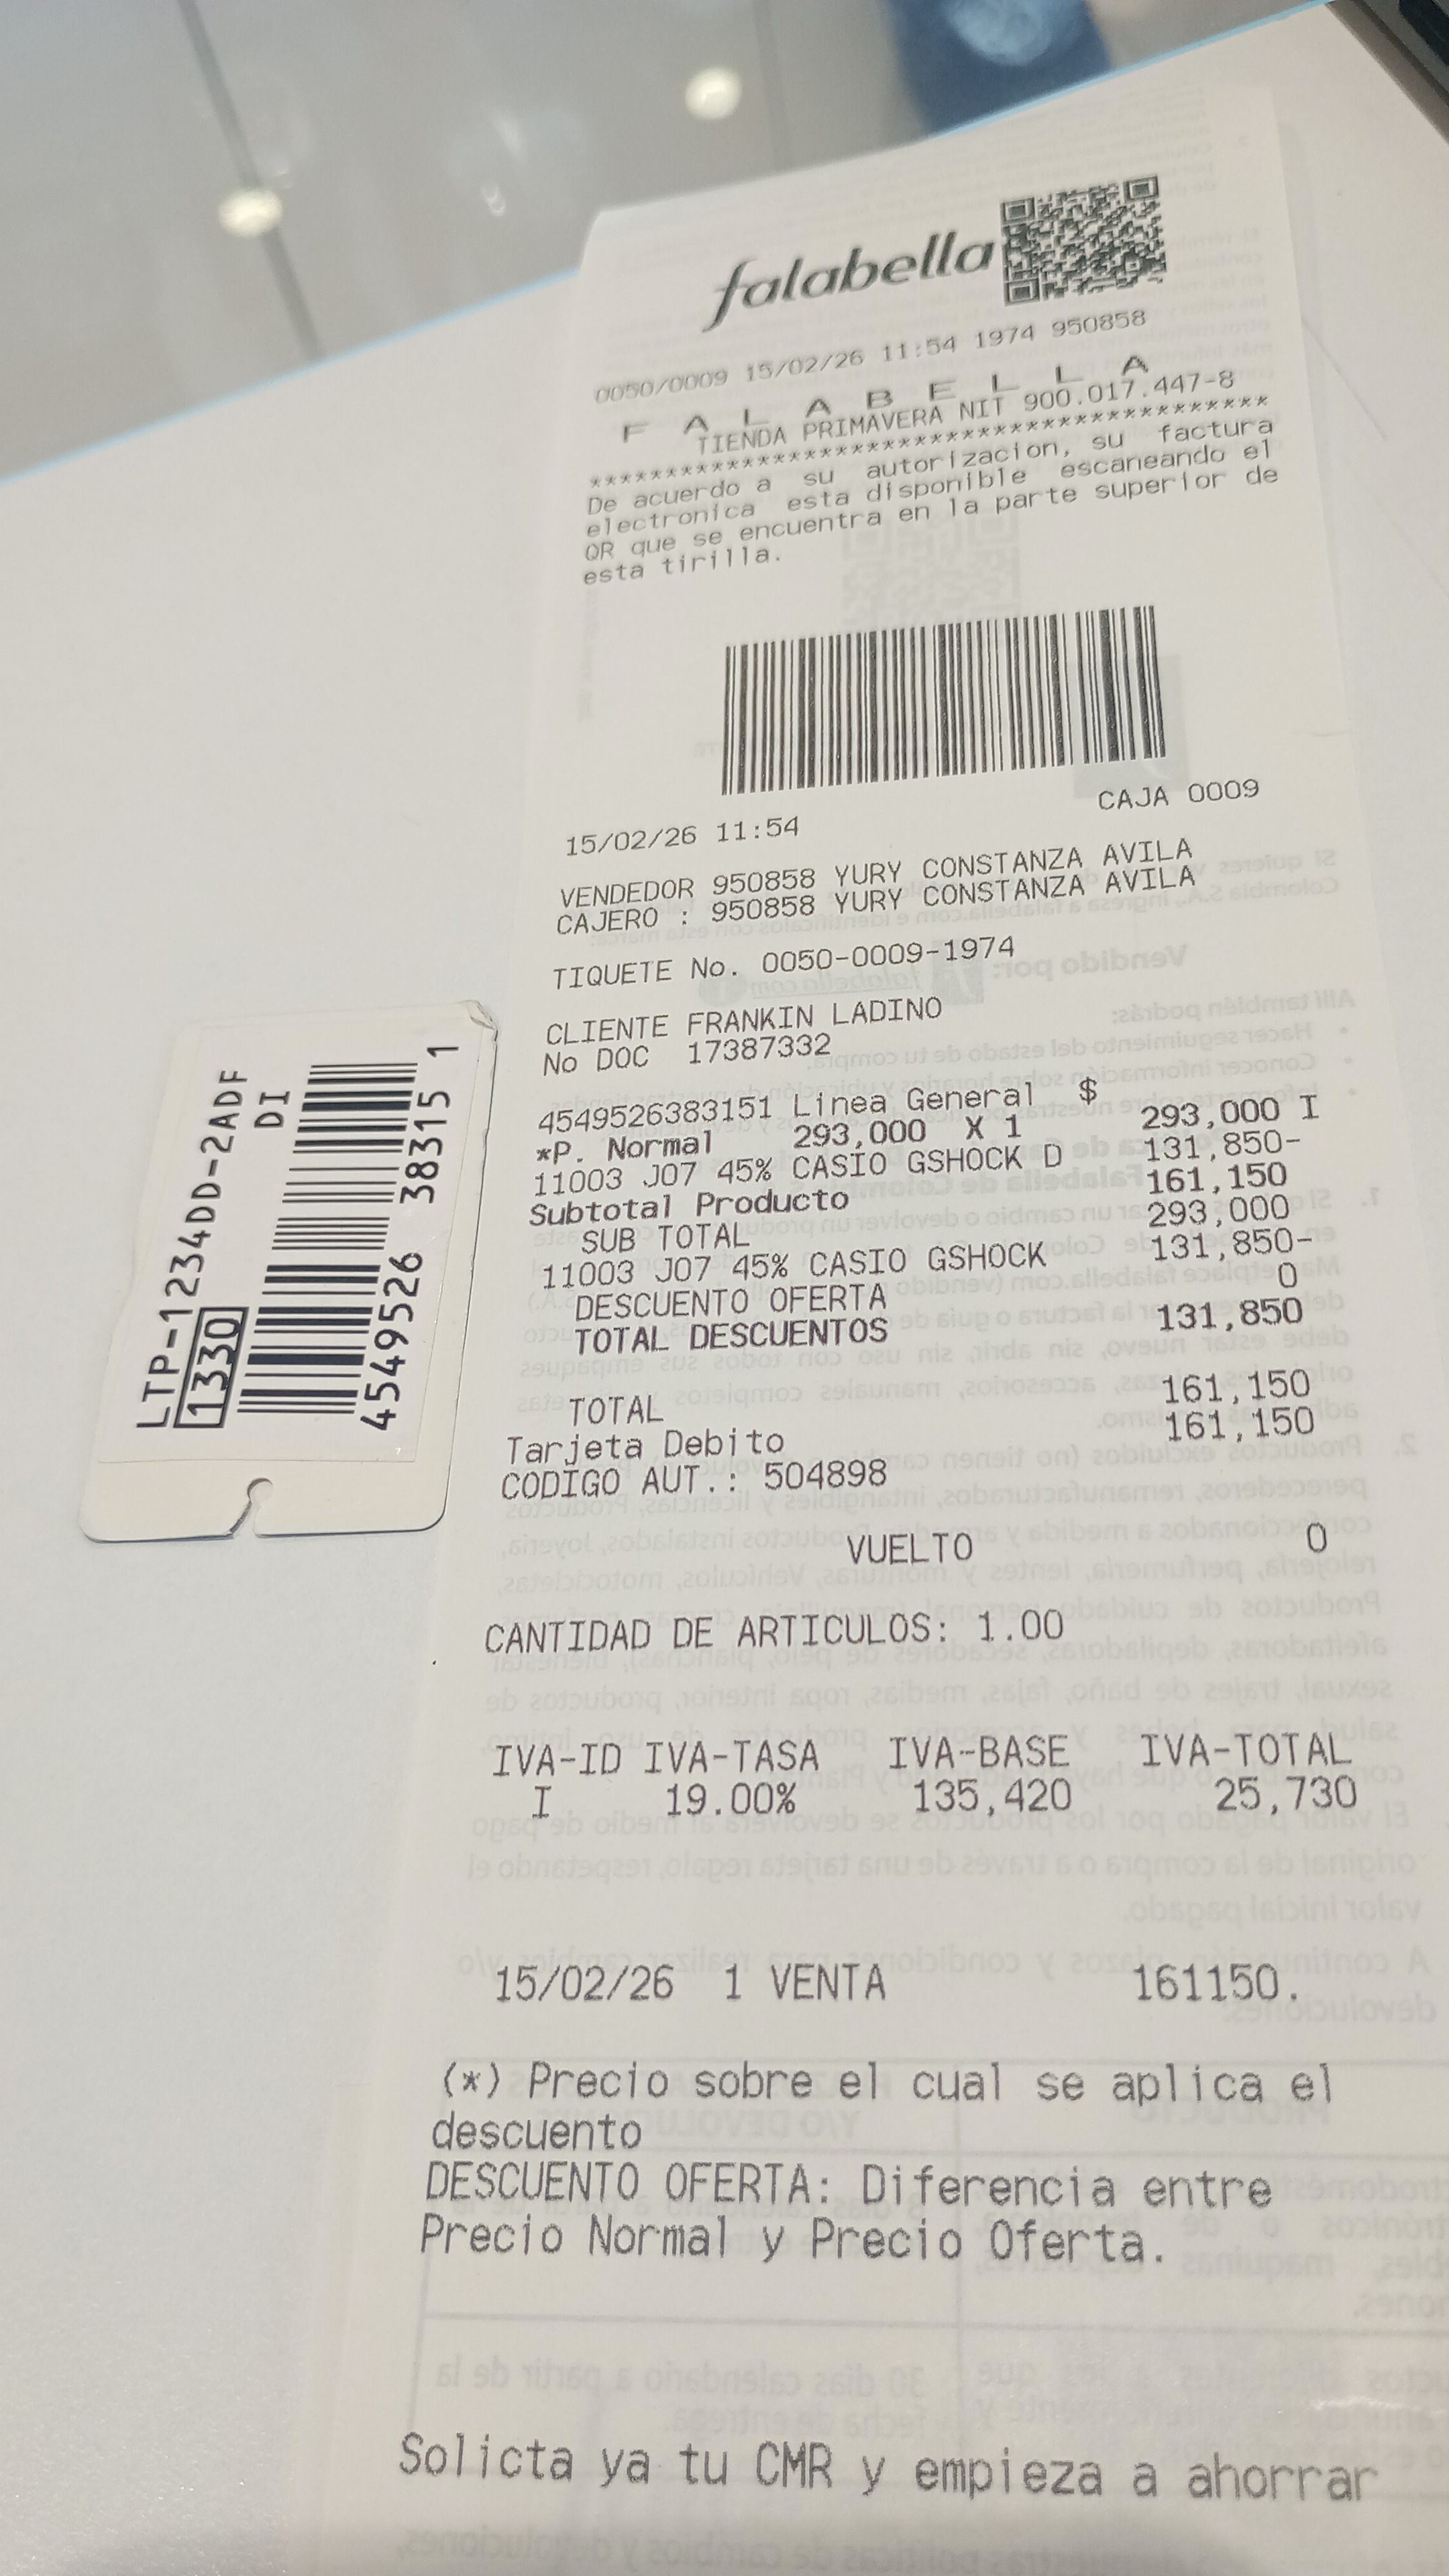 falabella
0050/0009 15/02/26 11:54 1974 950858
F A L A B E L L A
TIENDA PRIMAVERA NIT 900.017.447-8
****************************************
De acuerdo a su autorizacion, su factura
electronica esta disponible escaneando el
QR que se encuentra en la parte superior de
esta tirilla.
CAJA 0009
15/02/26 11:54
VENDEDOR 950858 YURY CONSTANZA AVILA
CAJERO : 950858 YURY CONSTANZA AVILA
TIQUETE No. 0050-0009-1974
CLIENTE FRANKIN LADINO
No DOC 17387332
4549526383151 Linea General $
*P. Normal 293,000 X 1 293,000 I
11003 J07 45% CASIO GSHOCK D 131,850-
Subtotal Producto 161,150
SUB TOTAL 293,000
11003 J07 45% CASIO GSHOCK 131,850-
DESCUENTO OFERTA 0
TOTAL DESCUENTOS 131,850
TOTAL 161,150
Tarjeta Debito 161,150
CODIGO AUT.: 504898
VUELTO 0
CANTIDAD DE ARTICULOS: 1.00
IVA-ID IVA-TASA IVA-BASE IVA-TOTAL
I 19.00% 135,420 25,730
15/02/26 1 VENTA 161150.
(*) Precio sobre el cual se aplica el
descuento
DESCUENTO OFERTA: Diferencia entre
Precio Normal y Precio Oferta.
Solicta ya tu CMR y empieza a ahorrar
LTP-1234DD-2ADF
DI
1330
4549526 38315 1